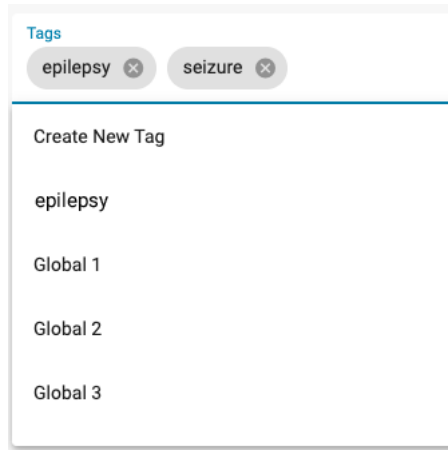 Tags
epilepsy seizure
Create New Tag
epilepsy
Global 1
Global 2
Global 3